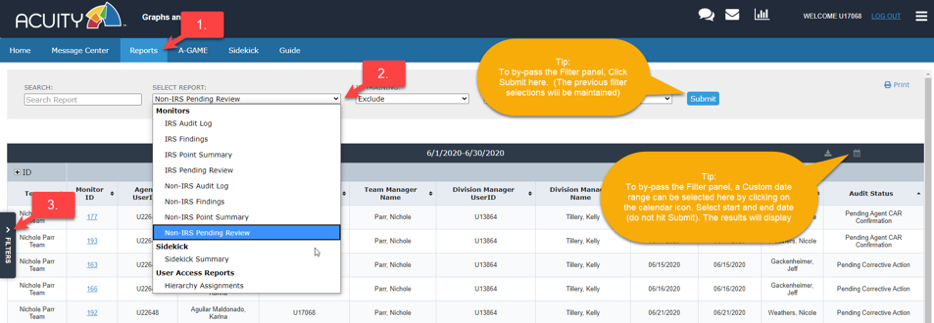 ACUITY
Graphs an
1.
WELCOME U17068
LOG OUT
Home
Message Center
Reports
A-GAME
Sidekick
Guide
2.
Tip:
To by-pass the Filter panel, Click
Submit here. (The previous filter
selections will be maintained)
SEARCH:
Search Report
SELECT REPORT:
Non-IRS Pending Review
Exclude
Submit
Print
Monitors
IRS Audit Log
IRS Findings
IRS Point Summary
IRS Pending Review
Non-IRS Audit Log
Non-IRS Findings
Non-IRS Point Summary
Non-IRS Pending Review
Sidekick
Sidekick Summary
User Access Reports
Hierarchy Assignments
6/1/2020-6/30/2020
Tip:
To by-pass the Filter panel, a Custom date
range can be selected here by clicking on
the calendar icon. Select start and end date
(do not hit Submit). The results will display
ID
Monitor
ID
Agen
UserI
Team Manager
Name
Division Manager
UserID
Division Mana
Name
Audit Status
3.
FILTERS
Nichole Parr
Team
177
U226
Parr, Nichole
U13864
Tillery, Kelly
Pending Agent CAR
Confirmation
Nichole Parr
Team
193
U226
Parr, Nichole
U13864
Tillery, Kelly
Weathers, Nicole
Pending Agent CAR
Confirmation
Nichole Parr
Team
163
U226
Parr, Nichole
U13864
Tillery, Kelly
06/15/2020
06/15/2020
Gackenheimer,
Jeff
Pending Corrective Action
Nichole Parr
Team
166
U226
Parr, Nichole
U13864
Tillery, Kelly
06/16/2020
06/16/2020
Gackenheimer,
Jeff
Pending Corrective Action
Nichole Parr
Team
192
U22648
Aguilar Maldonado,
Karina
U17068
Parr, Nichole
U13864
Tillery, Kelly
06/21/2020
06/21/2020
Weathers, Nicole
Pending Corrective Action